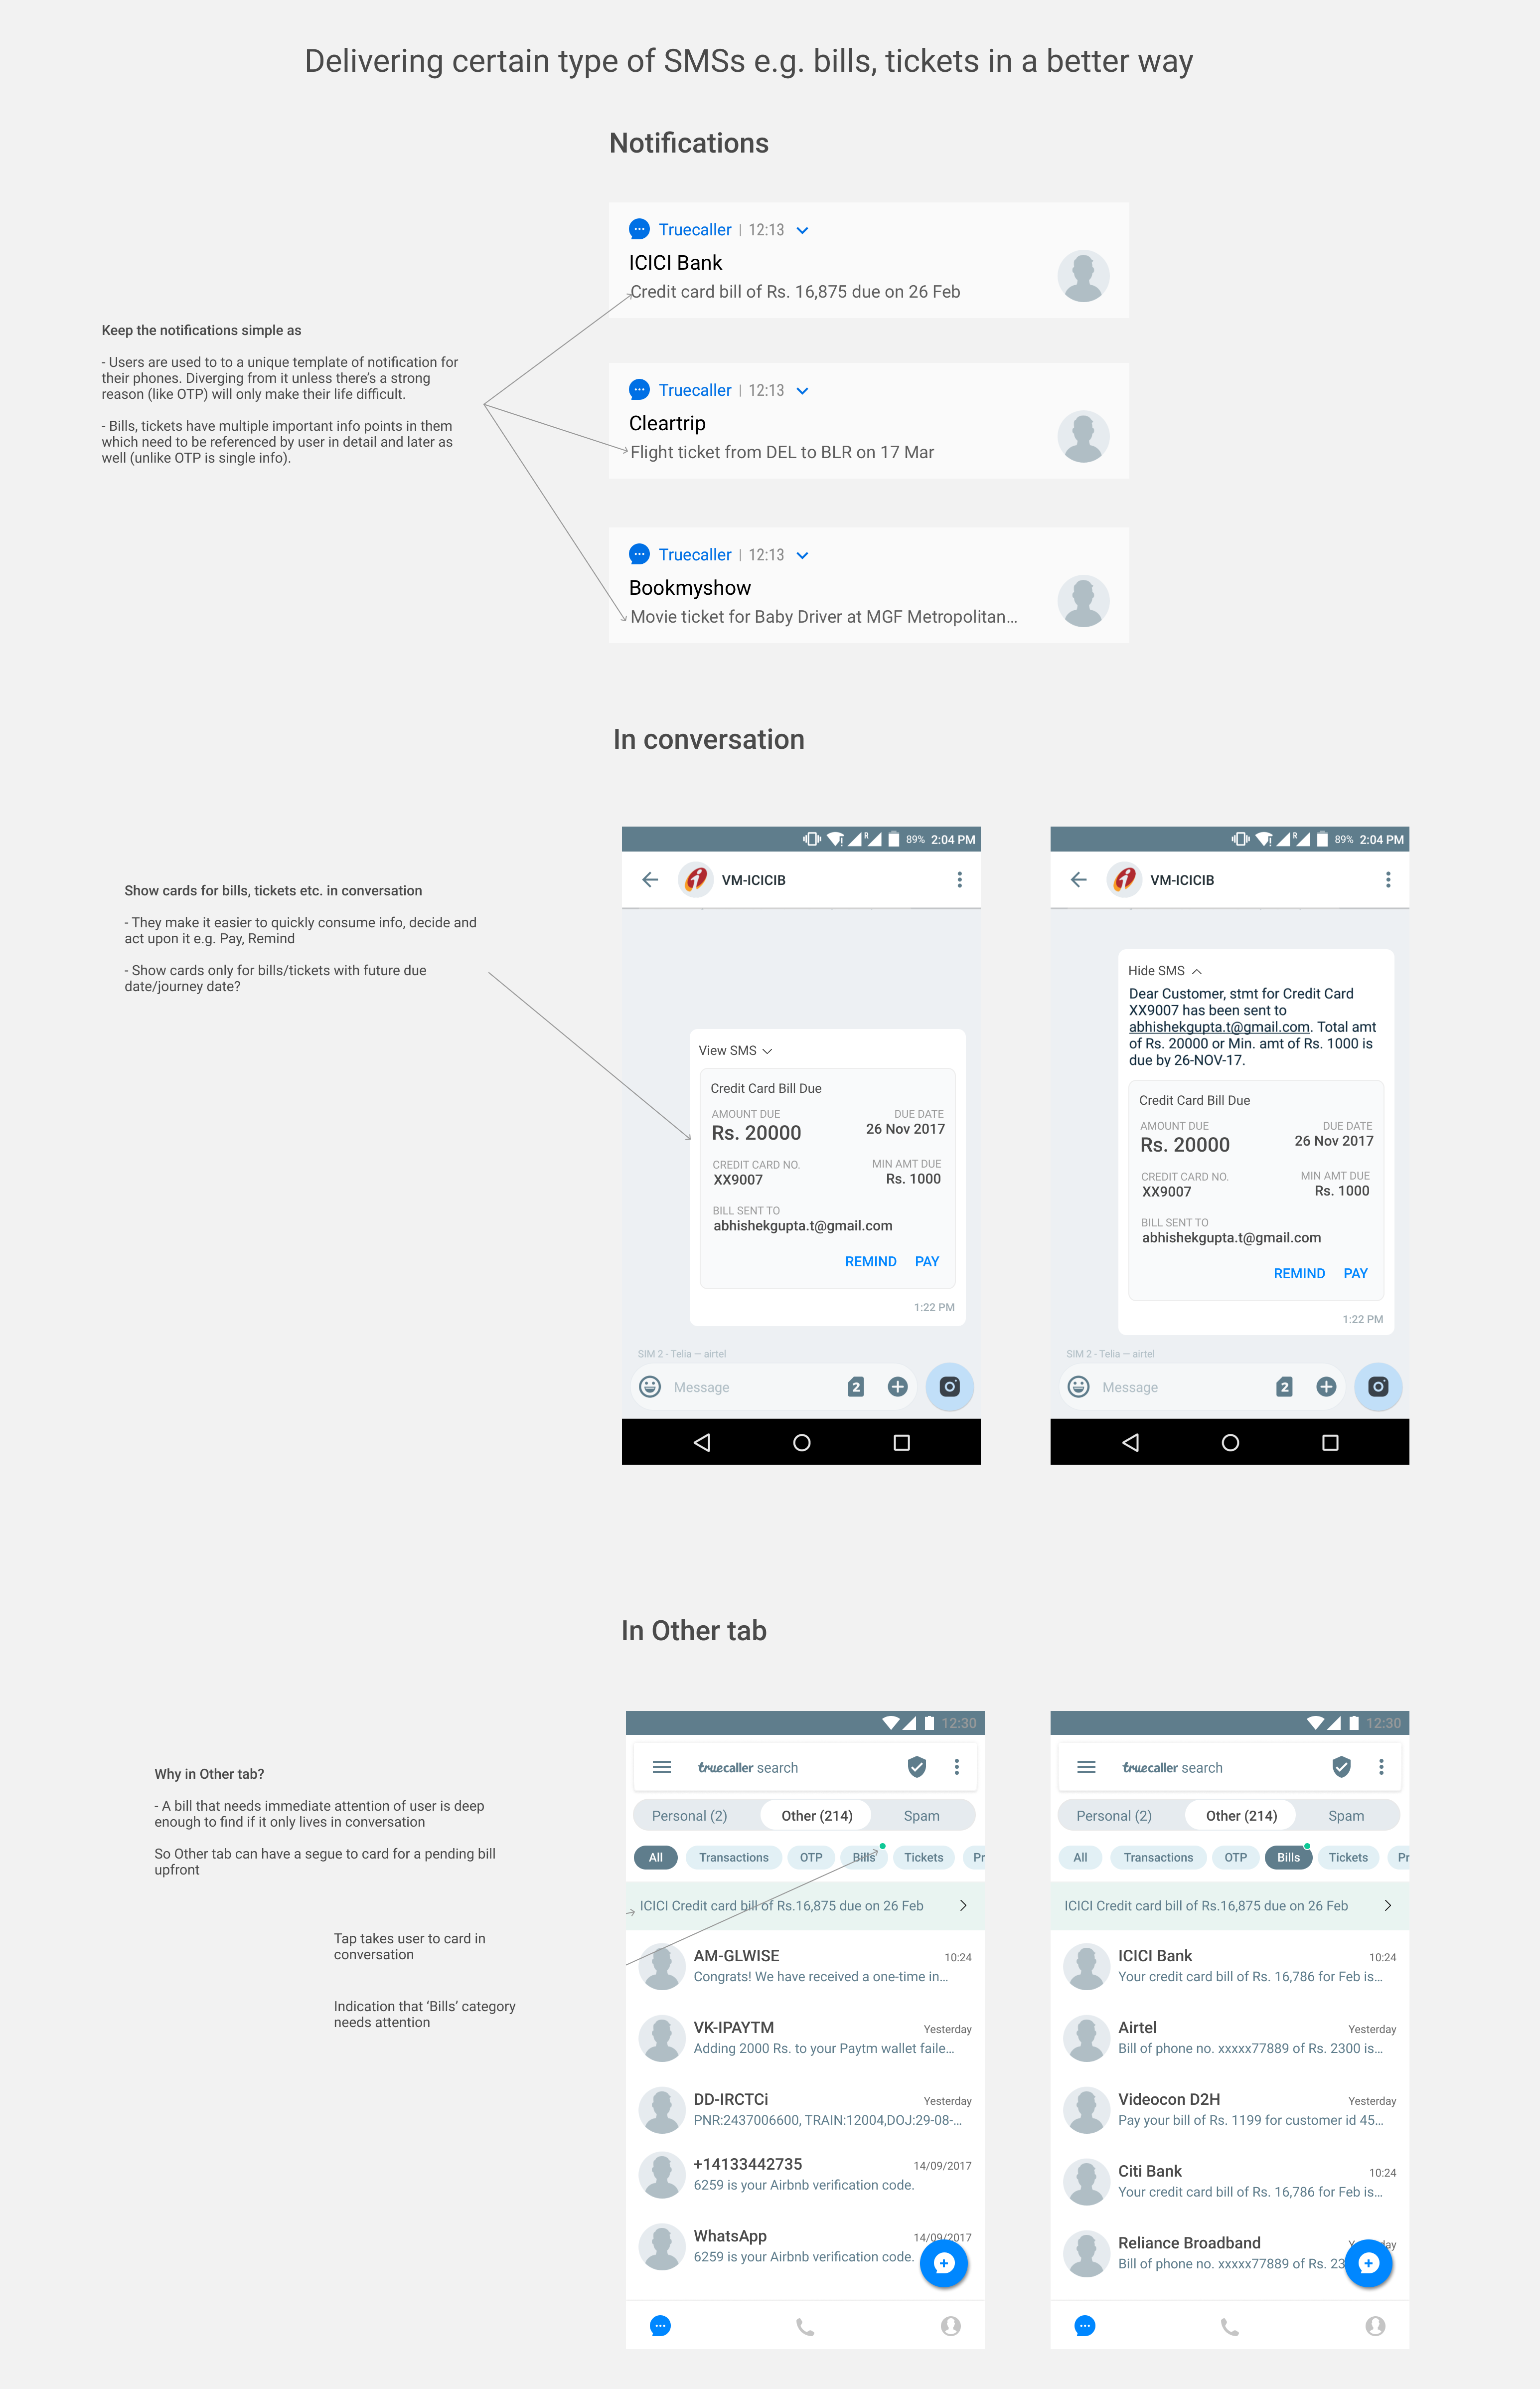 Delivering certain type of SMSs e.g. bills, tickets in a better way
Notifications
Truecaller | 12:13
ICICI Bank
Credit card bill of Rs. 16,875 due on 26 Feb
Keep the notifications simple as
- Users are used to to a unique template of notification for
their phones. Diverging from it unless there's a strong
reason (like OTP) will only make their life difficult.
- Bills, tickets have multiple important info points in them
which need to be referenced by user in detail and later as
well (unlike OTP is single info).
Truecaller | 12:13
Cleartrip
Flight ticket from DEL to BLR on 17 Mar
Truecaller | 12:13
Bookmyshow
Movie ticket for Baby Driver at MGF Metropolitan...
In conversation
Show cards for bills, tickets etc. in conversation
- They make it easier to quickly consume info, decide and
act upon it e.g. Pay, Remind
- Show cards only for bills/tickets with future due
date/journey date?
R 89% 2:04 PM
VM-ICICIB
View SMS
Credit Card Bill Due
AMOUNT DUE DUE DATE
Rs. 20000 26 Nov 2017
CREDIT CARD NO. MIN AMT DUE
XX9007 Rs. 1000
BILL SENT TO
abhishekgupta.t@gmail.com
REMIND PAY
1:22 PM
SIM 2 - Telia — airtel
Message 2
R 89% 2:04 PM
VM-ICICIB
Hide SMS
Dear Customer, stmt for Credit Card
XX9007 has been sent to
abhishekgupta.t@gmail.com. Total amt
of Rs. 20000 or Min. amt of Rs. 1000 is
due by 26-NOV-17.
Credit Card Bill Due
AMOUNT DUE DUE DATE
Rs. 20000 26 Nov 2017
CREDIT CARD NO. MIN AMT DUE
XX9007 Rs. 1000
BILL SENT TO
abhishekgupta.t@gmail.com
REMIND PAY
1:22 PM
SIM 2 - Telia — airtel
Message 2
In Other tab
Why in Other tab?
- A bill that needs immediate attention of user is deep
enough to find if it only lives in conversation
So Other tab can have a segue to card for a pending bill
upfront
Tap takes user to card in
conversation
Indication that 'Bills' category
needs attention
12:30
truecaller search
Personal (2) Other (214) Spam
All Transactions OTP Bills Tickets Pr
ICICI Credit card bill of Rs.16,875 due on 26 Feb
AM-GLWISE 10:24
Congrats! We have received a one-time in...
VK-IPAYTM Yesterday
Adding 2000 Rs. to your Paytm wallet faile...
DD-IRCTCi Yesterday
PNR:2437006600, TRAIN:12004,DOJ:29-08-...
+14133442735 14/09/2017
6259 is your Airbnb verification code.
WhatsApp 14/09/2017
6259 is your Airbnb verification code.
12:30
truecaller search
Personal (2) Other (214) Spam
All Transactions OTP Bills Tickets Pr
ICICI Credit card bill of Rs.16,875 due on 26 Feb
ICICI Bank 10:24
Your credit card bill of Rs. 16,786 for Feb is...
Airtel Yesterday
Bill of phone no. xxxxx77889 of Rs. 2300 is...
Videocon D2H Yesterday
Pay your bill of Rs. 1199 for customer id 45...
Citi Bank 10:24
Your credit card bill of Rs. 16,786 for Feb is...
Reliance Broadband
Bill of phone no. xxxxx77889 of Rs. 23